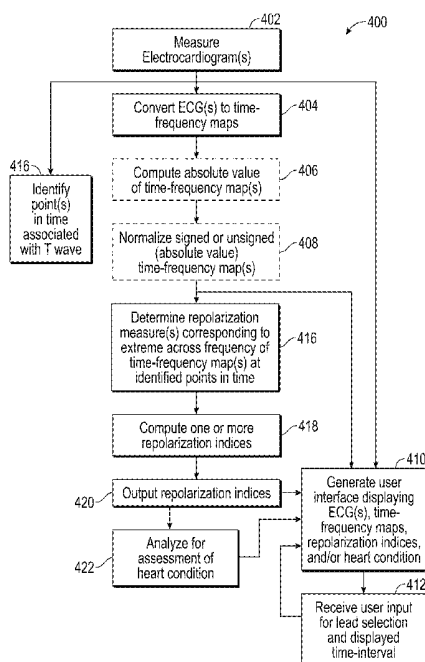 402
400
Measure
Electrocardiogram(s)
Convert ECG(s) to time-
frequency maps
404
416
Identify
point(s)
in time
associated
with T wave
Compute absolute value
of time-frequency map(s)
406
Normalize signed or unsigned
(absolute value)
time-frequency map(s)
408
Determine repolarization
measure(s) corresponding to
extreme across frequency of
time-frequency map(s) at
identified points in time
416
Compute one or more
repolarization indices
418
420
Output repolarization indices
410
Generate user
interface displaying
ECG(s), time-
frequency maps,
repolarization indices,
and/or heart condition
422
Analyze for
assessment of
heart condition
412
Receive user input
for lead selection
and displayed
time-interval